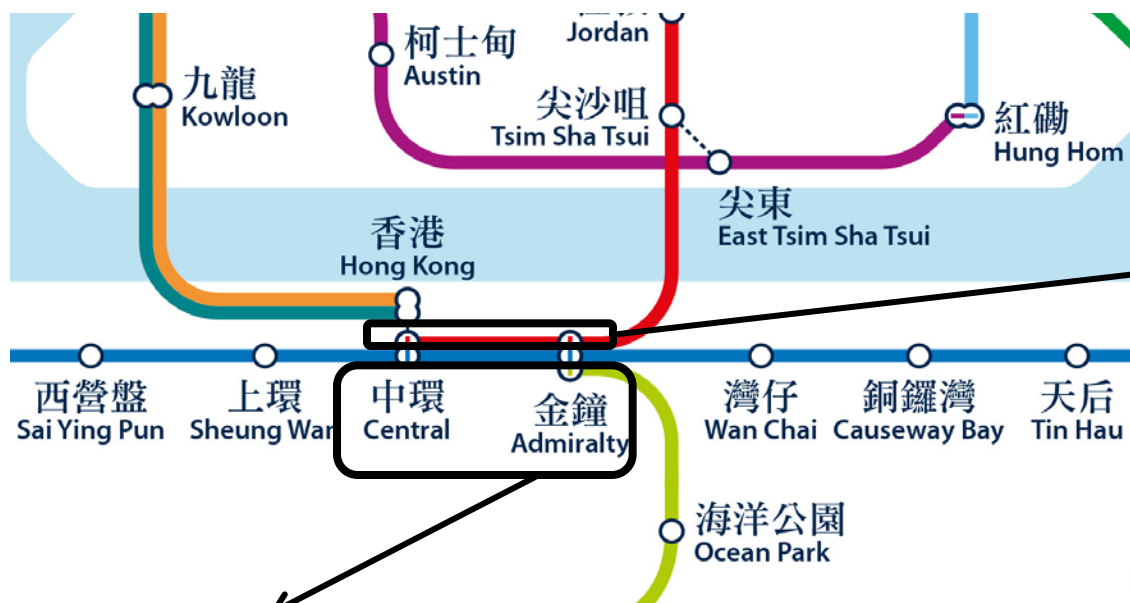 Jordan
柯士甸
Austin
九龍
Kowloon
尖沙咀
Tsim Sha Tsui
紅磡
Hung Hom
尖東
East Tsim Sha Tsui
香港
Hong Kong
西營盤
Sai Ying Pun
上環
Sheung Wan
中環
Central
金鐘
Admiralty
灣仔
Wan Chai
銅鑼灣
Causeway Bay
天后
Tin Hau
海洋公園
Ocean Park